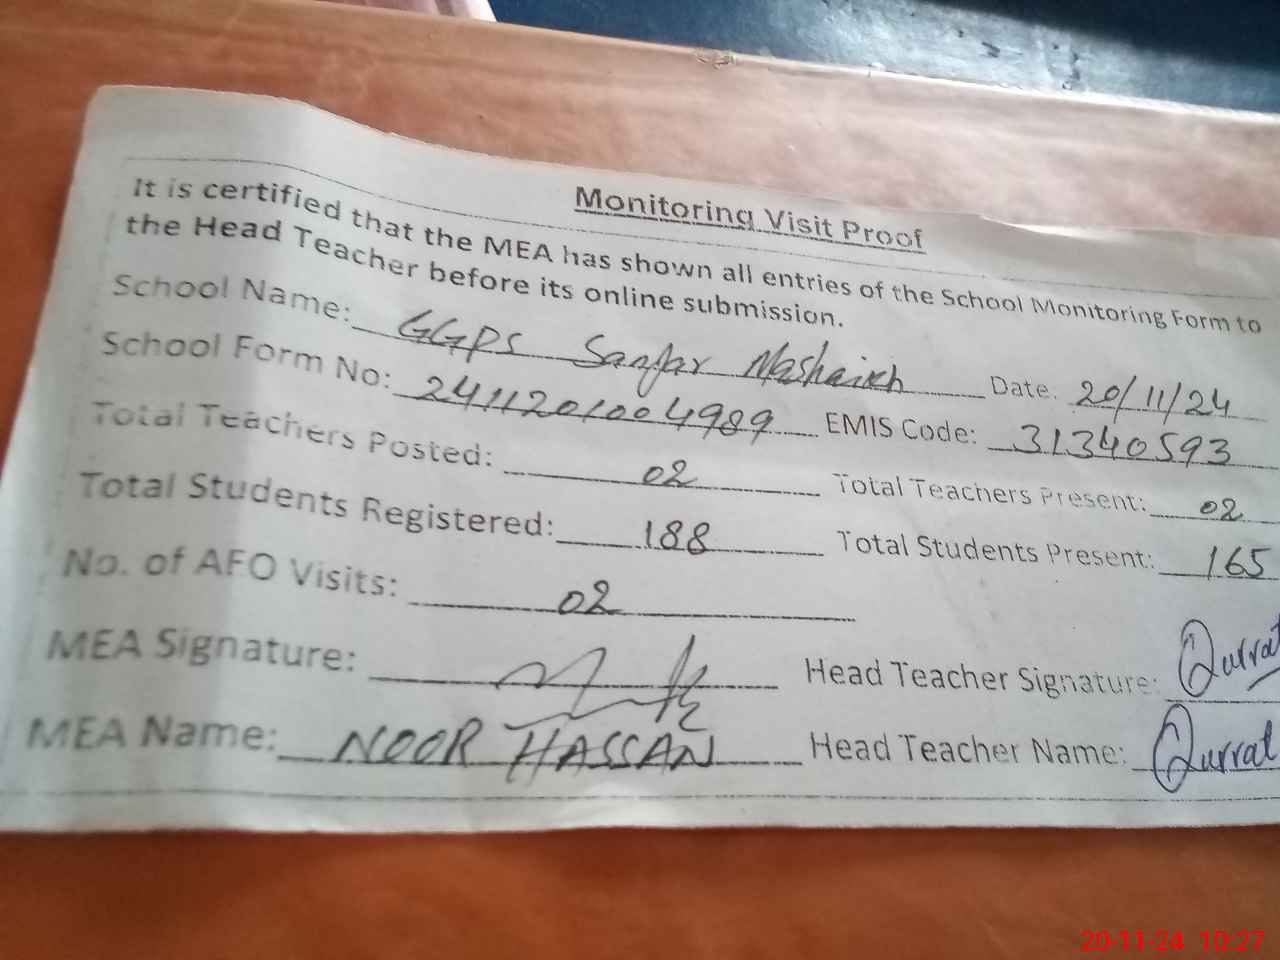 Monitoring Visit Proof
It is certified that the MEA has shown all entries of the School Monitoring Form to
the Head Teacher before its online submission.
School Name: GGPS Sanjar Mashaikh Date: 20/11/24
School Form No: 2411201004989 EMIS Code: 31340593
Total Teachers Posted: 02 Total Teachers Present: 02
Total Students Registered: 188 Total Students Present: 165
No. of AFO Visits: 02
MEA Signature: Head Teacher Signature: Qurrat
MEA Name: NOOR HASSAN Head Teacher Name: Qurrat
20-11-24 10:27